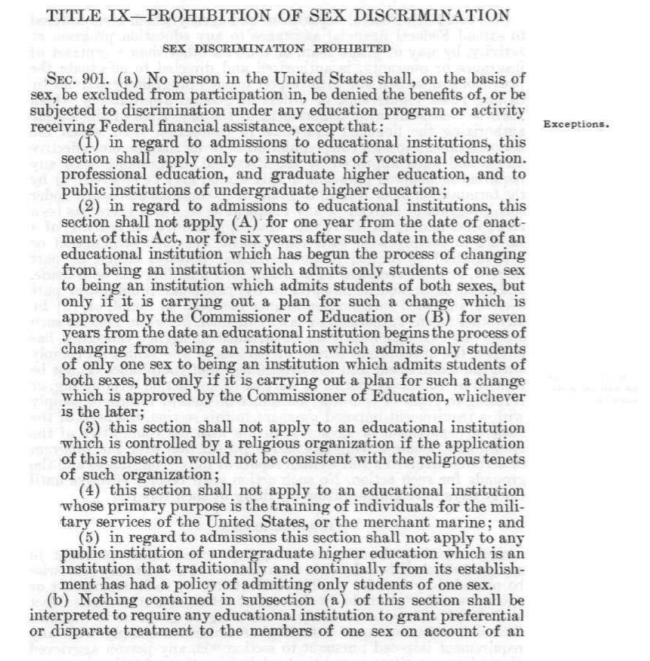 TITLE IX—PROHIBITION OF SEX DISCRIMINATION
SEX DISCRIMINATION PROHIBITED
SEC. 901. (a) No person in the United States shall, on the basis of
sex, be excluded from participation in, be denied the benefits of, or be
subjected to discrimination under any education program or activity
receiving Federal financial assistance, except that:
Exceptions.
(1) in regard to admissions to educational institutions, this
section shall apply only to institutions of vocational education.
professional education, and graduate higher education, and to
public institutions of undergraduate higher education;
(2) in regard to admissions to educational institutions, this
section shall not apply (A) for one year from the date of enact-
ment of this Act, nor for six years after such date in the case of an
educational institution which has begun the process of changing
from being an institution which admits only students of one sex
to being an institution which admits students of both sexes, but
only if it is carrying out a plan for such a change which is
approved by the Commissioner of Education or (B) for seven
years from the date an educational institution begins the process of
changing from being an institution which admits only students
of only one sex to being an institution which admits students of
both sexes, but only if it is carrying out a plan for such a change
which is approved by the Commissioner of Education, whichever
is the later;
(3) this section shall not apply to an educational institution
which is controlled by a religious organization if the application
of this subsection would not be consistent with the religious tenets
of such organization;
(4) this section shall not apply to an educational institution
whose primary purpose is the training of individuals for the mili-
tary services of the United States, or the merchant marine; and
(5) in regard to admissions this section shall not apply to any
public institution of undergraduate higher education which is an
institution that traditionally and continually from its establish-
ment has had a policy of admitting only students of one sex.
(b) Nothing contained in subsection (a) of this section shall be
interpreted to require any educational institution to grant preferential
or disparate treatment to the members of one sex on account of an